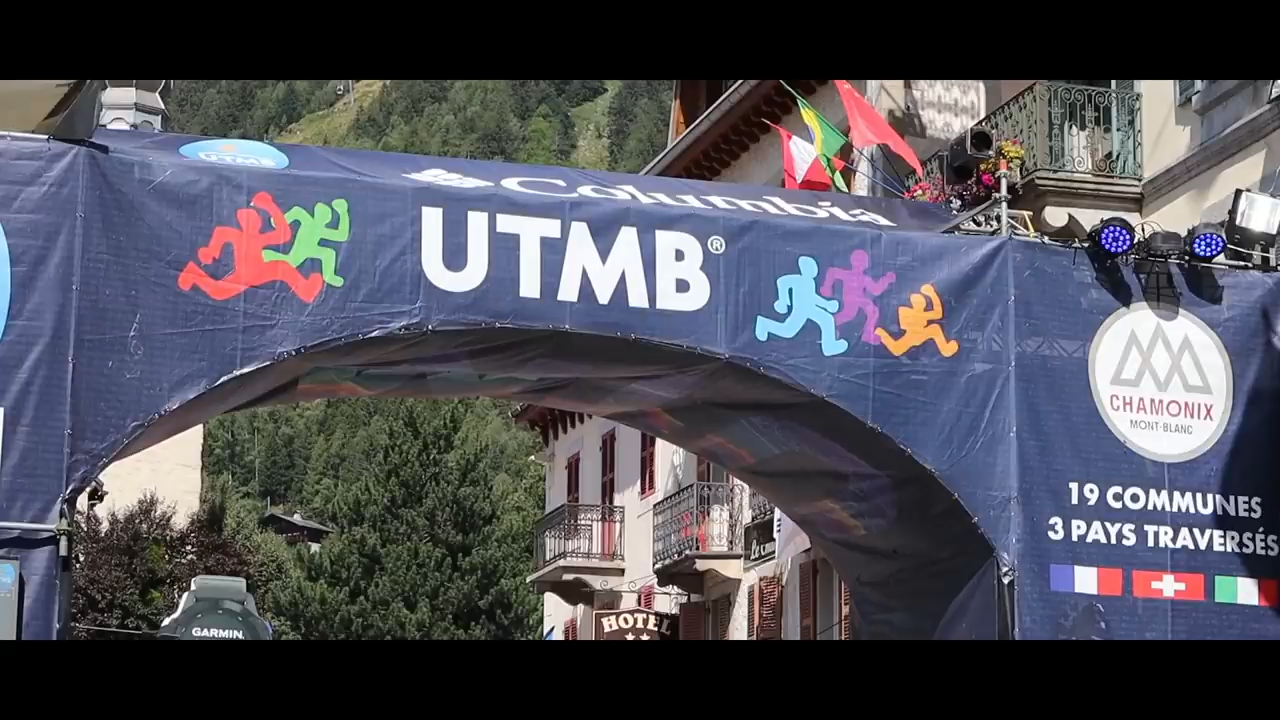 UTMB
Columbia
UTMB®
CHAMONIX
MONT-BLANC
19 COMMUNES
3 PAYS TRAVERSÉS
GARMIN
HOTEL